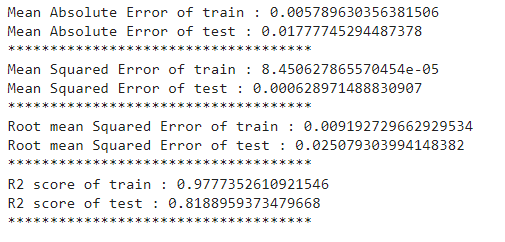 Mean Absolute Error of train : 0.005789630356381506
Mean Absolute Error of test : 0.01777745294487378
************************************
Mean Squared Error of train : 8.450627865570454e-05
Mean Squared Error of test : 0.000628971488830907
************************************
Root mean Squared Error of train : 0.009192729662929534
Root mean Squared Error of test : 0.025079303994148382
************************************
R2 score of train : 0.9777352610921546
R2 score of test : 0.8188959373479668
************************************